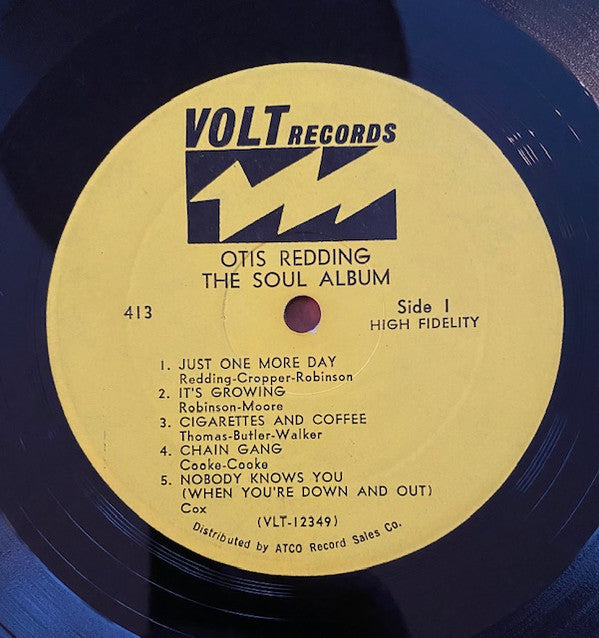 VOLT RECORDS
OTIS REDDING
THE SOUL ALBUM
413
Side 1
HIGH FIDELITY
1. JUST ONE MORE DAY
Redding-Cropper-Robinson
2. IT'S GROWING
Robinson-Moore
3. CIGARETTES AND COFFEE
Thomas-Butler-Walker
4. CHAIN GANG
Cooke-Cooke
5. NOBODY KNOWS YOU
(WHEN YOU'RE DOWN AND OUT)
Cox
(VLT-12349)
Distributed by ATCO Record Sales Co.